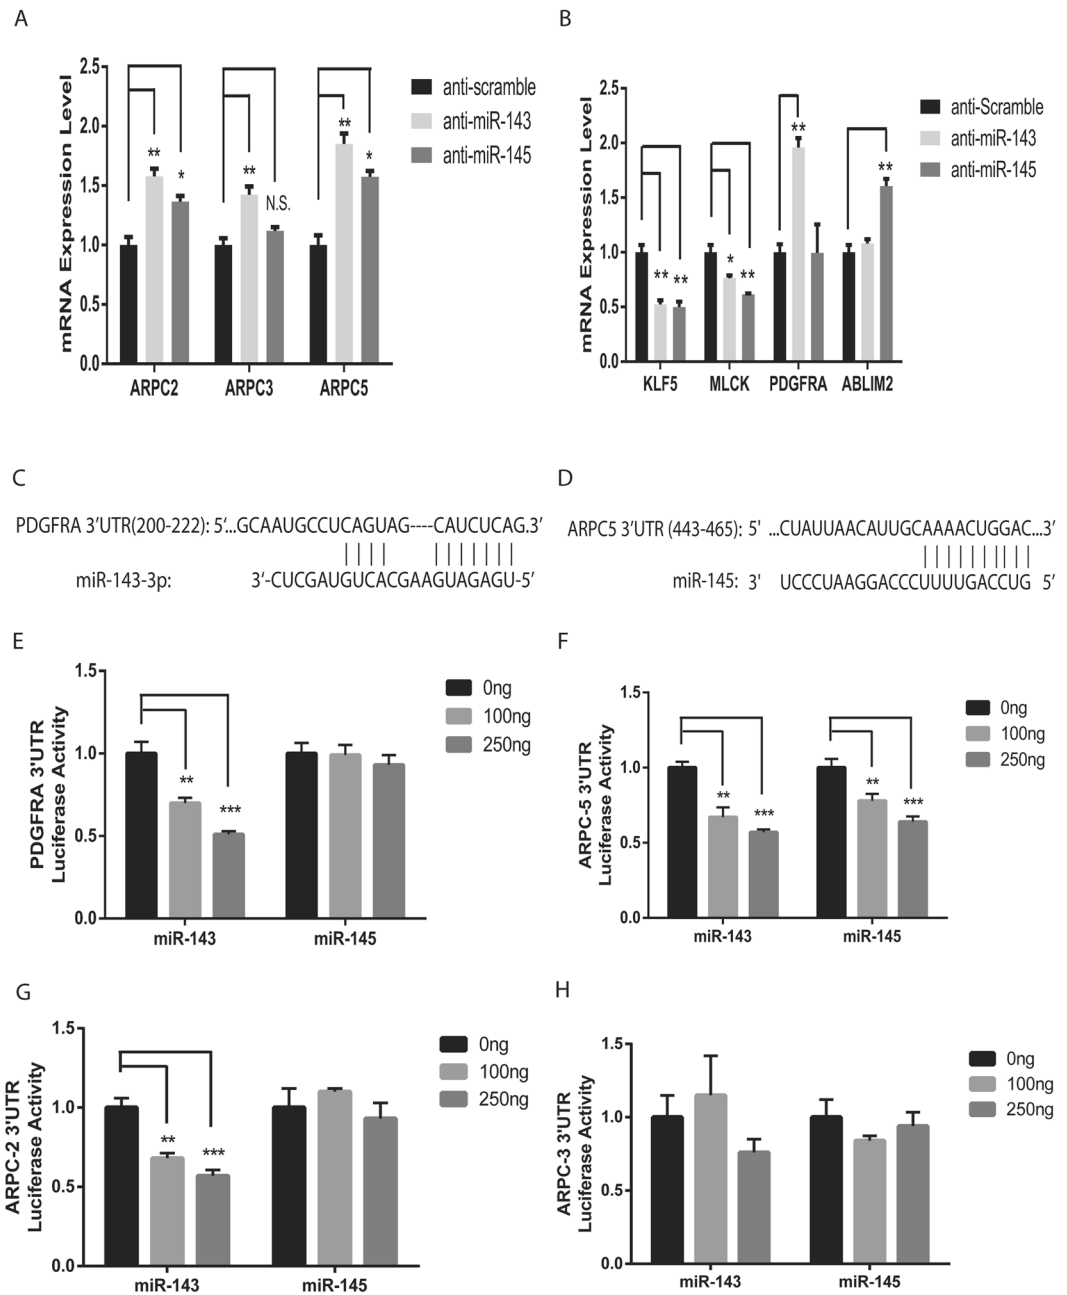 A
mRNA Expression Level
2.5
2.0
1.5
1.0
0.5
0.0
** * ** N.S. ** *
ARPC2 ARPC3 ARPC5
anti-scramble
anti-miR-143
anti-miR-145
B
mRNA Expression Level
2.5
2.0
1.5
1.0
0.5
0.0
** ** * ** ** **
KLF5 MLCK PDGFRA ABLIM2
anti-Scramble
anti-miR-143
anti-miR-145
C
PDGFRA 3’UTR(200-222): 5‘...GCAAUGCCUCAGUAG----CAUCUCAG.3’
miR-143-3p: 3‘-CUCGAUGUCACGAAGUAGAGU-5’
D
ARPC5 3’UTR (443-465): 5' ...CUAUUAACAUUGCAAAACUGGAC...3’
miR-145: 3' UCCCUAAGGACCCUUUUGACCUG 5’
E
PDGFRA 3'UTR
Luciferase Activity
1.5
1.0
0.5
0.0
** ***
miR-143 miR-145
0ng
100ng
250ng
F
ARPC-5 3'UTR
Luciferase Activity
1.5
1.0
0.5
0.0
** *** ** ***
miR-143 miR-145
0ng
100ng
250ng
G
ARPC-2 3'UTR
Luciferase Activity
1.5
1.0
0.5
0.0
** ***
miR-143 miR-145
0ng
100ng
250ng
H
ARPC-3 3'UTR
Luciferase Activity
1.5
1.0
0.5
0.0
miR-143 miR-145
0ng
100ng
250ng